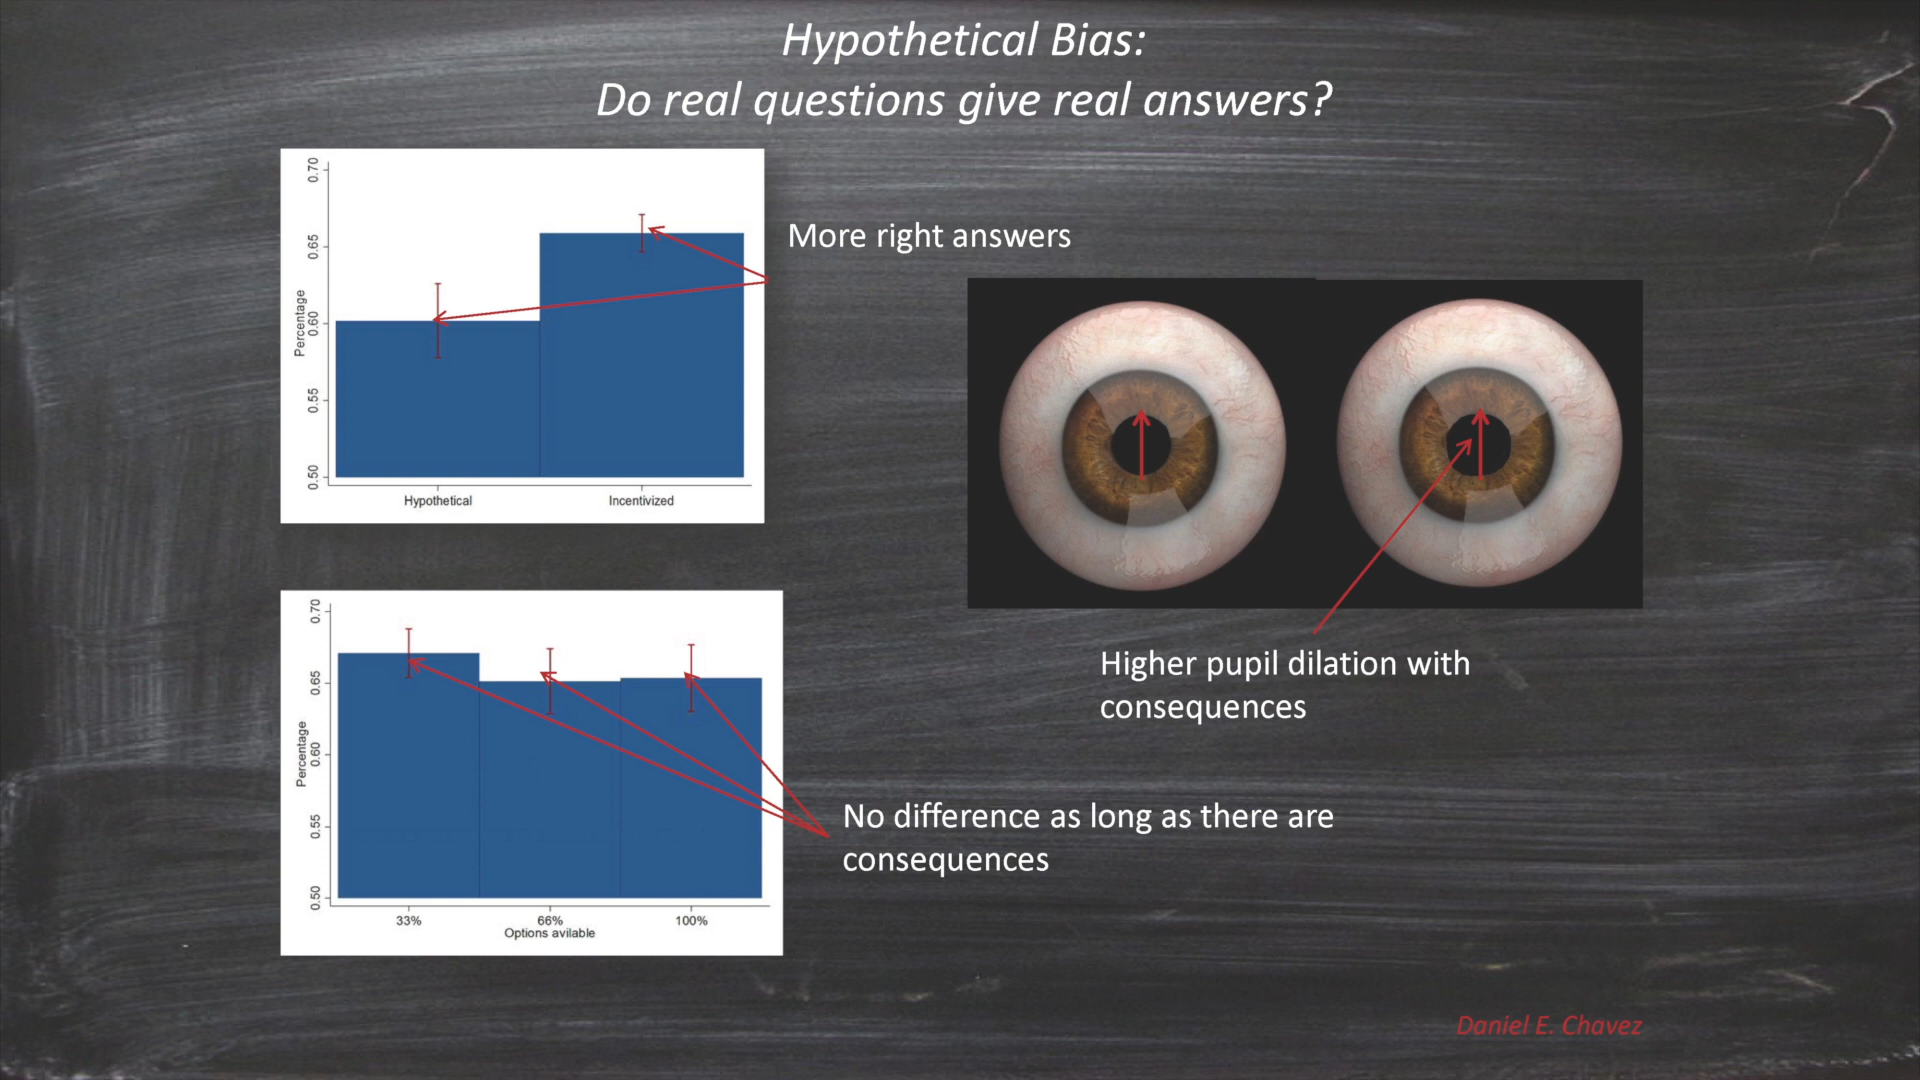 Hypothetical Bias:
Do real questions give real answers?
0.70
0.65
0.60
0.55
0.50
Percentage
Hypothetical
Incentivized
More right answers
Higher pupil dilation with
consequences
0.70
0.65
0.60
0.55
0.50
Percentage
33%
66%
100%
Options avilable
No difference as long as there are
consequences
Daniel E. Chavez